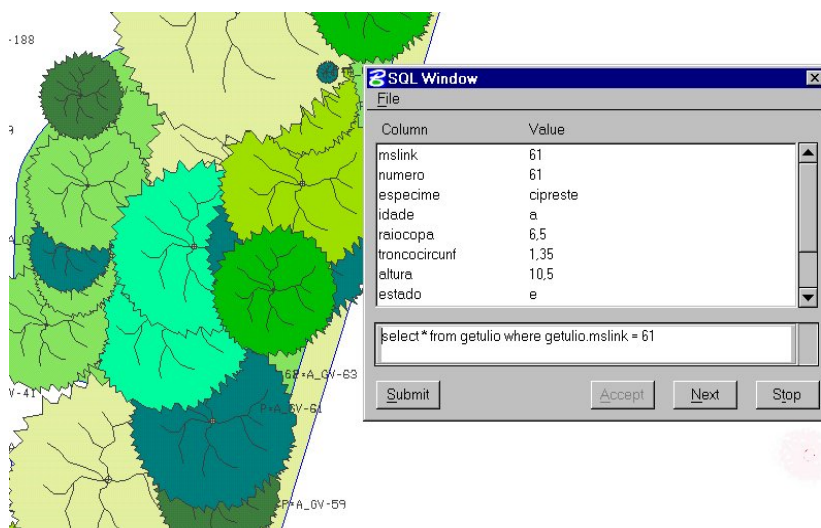 -188
SQL Window
File
Column Value
mslink 61
numero 61
especime cipreste
idade a
raiocopa 6,5
troncocircunf 1,35
altura 10,5
estado e
select * from getulio where getulio.mslink = 61
Submit Accept Next Stop
P*A_GV-61
V-41
P*A_GV-59